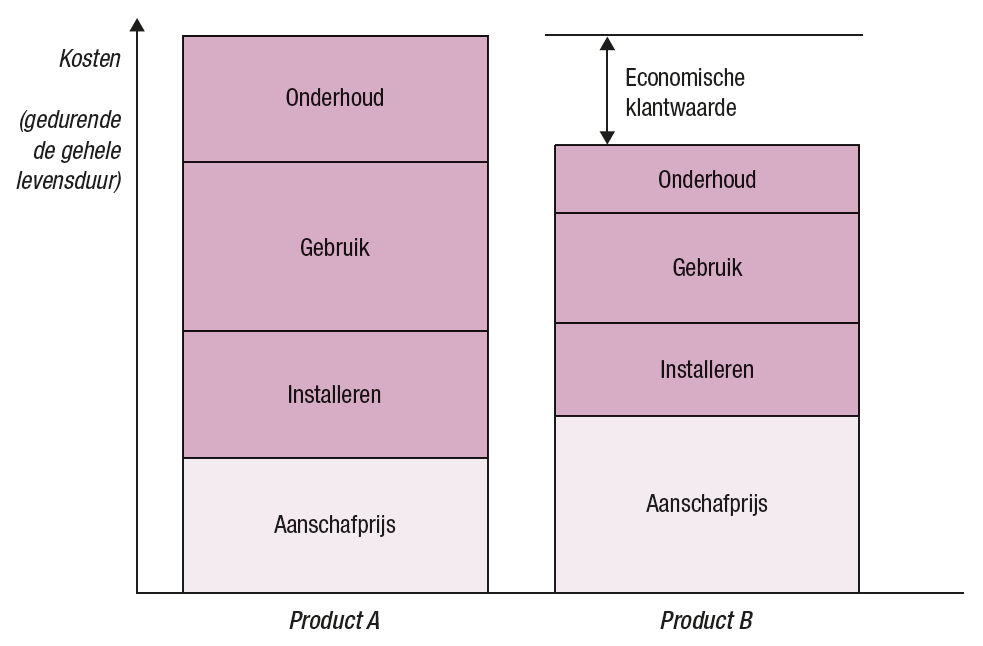 Kosten
(gedurende
de gehele
levensduur)
Onderhoud
Gebruik
Installeren
Aanschafprijs
Product A
Economische
klantwaarde
Onderhoud
Gebruik
Installeren
Aanschafprijs
Product B